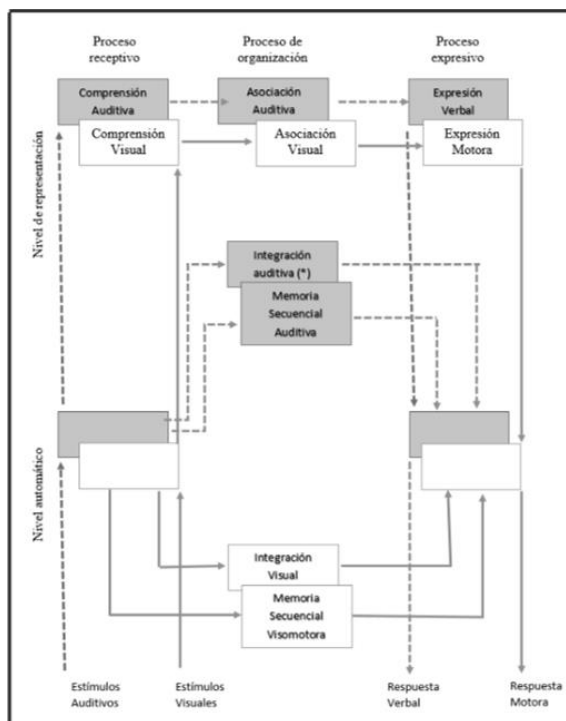 Proceso
receptivo
Proceso de
organización
Proceso
expresivo
Comprensión
Auditiva
Asociación
Auditiva
Expresión
Verbal
Comprensión
Visual
Asociación
Visual
Expresión
Motora
Nivel de representación
Integración
auditiva (*)
Memoria
Secuencial
Auditiva
Nivel automático
Integración
Visual
Memoria
Secuencial
Visomotora
Estímulos
Auditivos
Estímulos
Visuales
Respuesta
Verbal
Respuesta
Motora